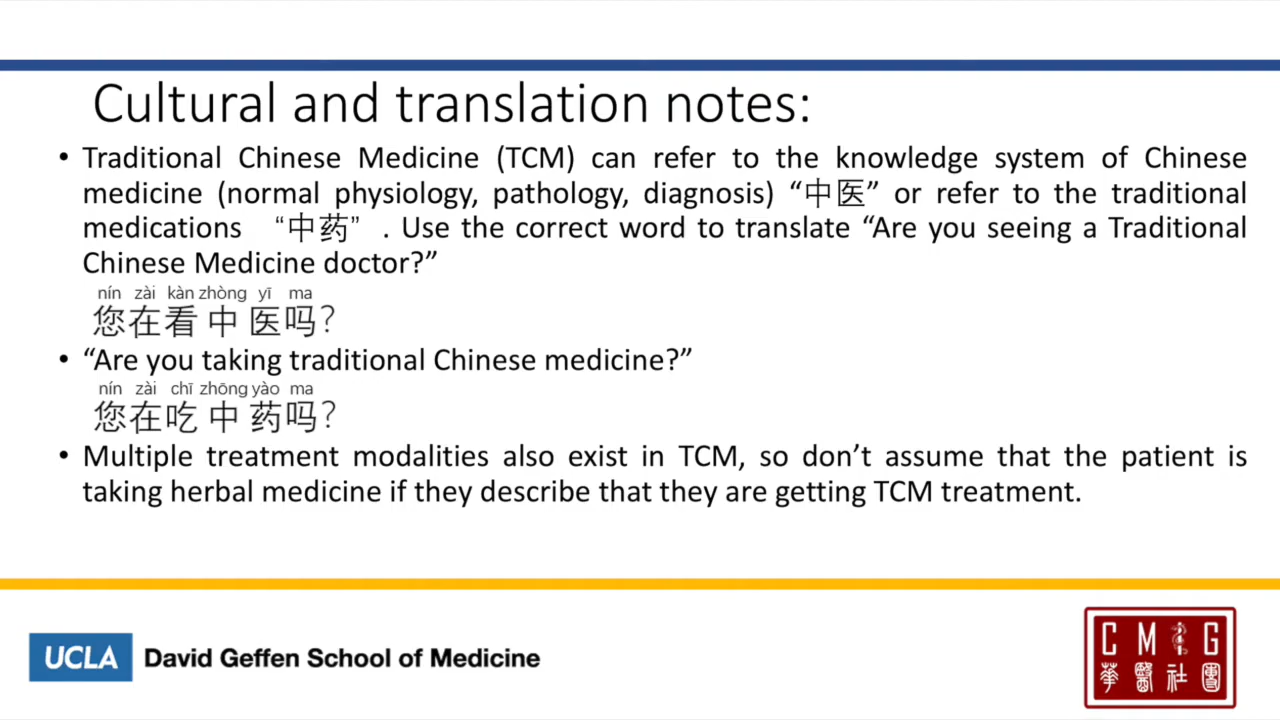 Cultural and translation notes:
• Traditional Chinese Medicine (TCM) can refer to the knowledge system of Chinese
medicine (normal physiology, pathology, diagnosis) “中医” or refer to the traditional
medications “中药” . Use the correct word to translate “Are you seeing a Traditional
Chinese Medicine doctor?”
nín zài kàn zhòng yī ma
您在看中医吗?
• “Are you taking traditional Chinese medicine?”
nín zài chī zhōng yào ma
您在吃中药吗?
• Multiple treatment modalities also exist in TCM, so don’t assume that the patient is
taking herbal medicine if they describe that they are getting TCM treatment.
UCLA David Geffen School of Medicine
C M G
華醫社團